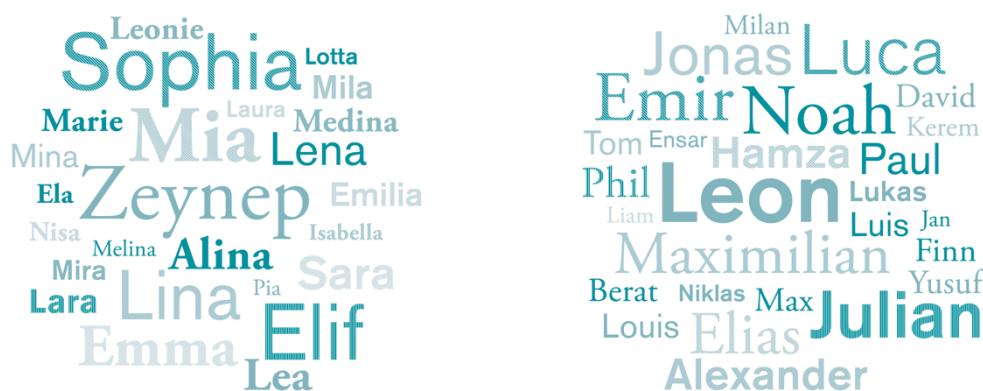 Leonie
Sophia
Lotta
Mila
Laura
Marie
Mia
Medina
Mina
Lena
Zeynep
Ela
Emilia
Nisa
Isabella
Melina
Alina
Mira
Sara
Lara
Lina
Pia
Elif
Emma
Lea
Milan
Jonas
Luca
Emir
Noah
David
Kerem
Tom
Ensar
Hamza
Paul
Phil
Leon
Lukas
Liam
Luis
Jan
Maximilian
Finn
Yusuf
Berat
Niklas
Max
Julian
Louis
Elias
Alexander